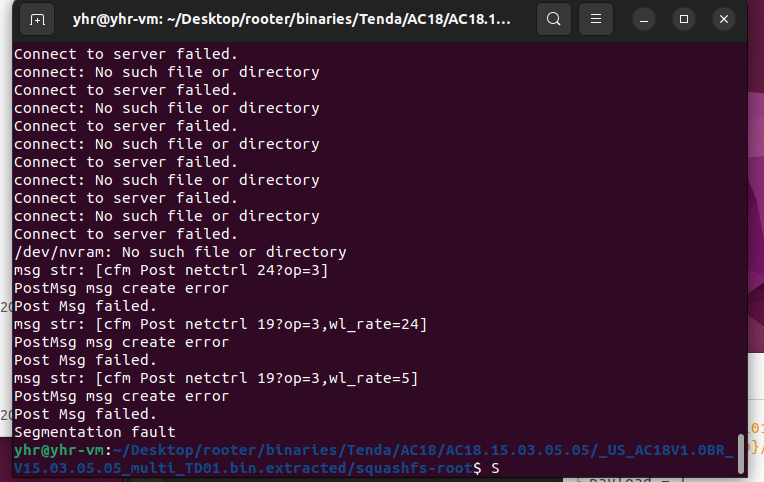 yhr@yhr-vm: ~/Desktop/rooter/binaries/Tenda/AC18/AC18.1...
Connect to server failed.
connect: No such file or directory
Connect to server failed.
connect: No such file or directory
Connect to server failed.
connect: No such file or directory
Connect to server failed.
connect: No such file or directory
Connect to server failed.
connect: No such file or directory
Connect to server failed.
/dev/nvram: No such file or directory
msg str: [cfm Post netctrl 24?op=3]
PostMsg msg create error
Post Msg failed.
msg str: [cfm Post netctrl 19?op=3,wl_rate=24]
PostMsg msg create error
Post Msg failed.
msg str: [cfm Post netctrl 19?op=3,wl_rate=5]
PostMsg msg create error
Post Msg failed.
Segmentation fault
yhr@yhr-vm:~/Desktop/rooter/binaries/Tenda/AC18/AC18.15.03.05.05/_US_AC18V1.0BR_
V15.03.05.05_multi_TD01.bin.extracted/squashfs-root$ S